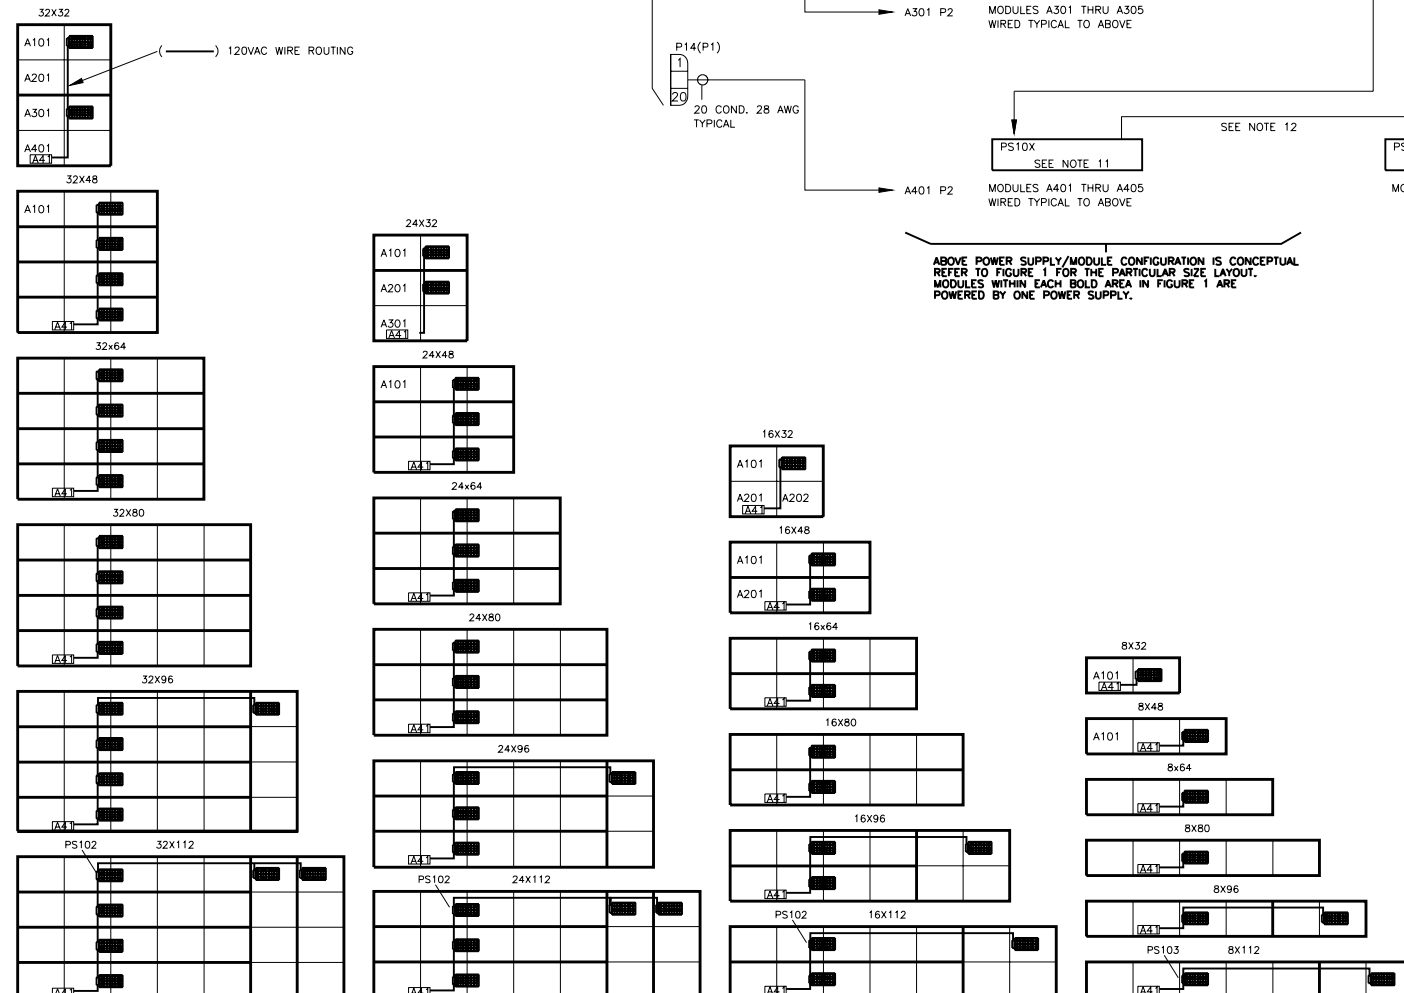 32X32
A101
A201
A301
A401
A41
( ——— ) 120VAC WIRE ROUTING
32X48
A101
A41
32x64
A41
32X80
A41
32X96
A41
PS102
32X112
A41
24X32
A101
A201
A301
A41
24X48
A101
A41
24x64
A41
24X80
A41
24X96
A41
PS102
24X112
A41
P14(P1)
1
20
20 COND. 28 AWG
TYPICAL
A301 P2
MODULES A301 THRU A305
WIRED TYPICAL TO ABOVE
PS10X
SEE NOTE 11
SEE NOTE 12
PS
A401 P2
MODULES A401 THRU A405
WIRED TYPICAL TO ABOVE
MO
ABOVE POWER SUPPLY/MODULE CONFIGURATION IS CONCEPTUAL
REFER TO FIGURE 1 FOR THE PARTICULAR SIZE LAYOUT.
MODULES WITHIN EACH BOLD AREA IN FIGURE 1 ARE
POWERED BY ONE POWER SUPPLY.
16X32
A101
A201
A202
A41
16X48
A101
A201
A41
16x64
A41
16X80
A41
16X96
A41
PS102
16X112
A41
8X32
A101
A41
8X48
A101
A41
8x64
A41
8X80
A41
8X96
A41
PS103
8X112
A41